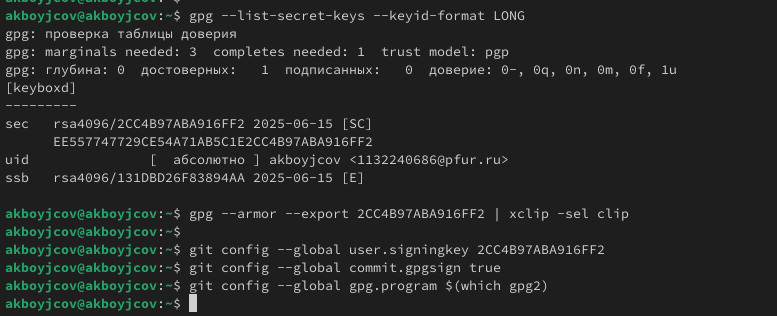 akboyjcov@akboyjcov:~$ gpg --list-secret-keys --keyid-format LONG
gpg: проверка таблицы доверия
gpg: marginals needed: 3  completes needed: 1  trust model: pgp
gpg: глубина: 0  достоверных:   1  подписанных:   0  доверие: 0-, 0q, 0n, 0m, 0f, 1u
[keyboxd]
---------
sec   rsa4096/2CC4B97ABA916FF2 2025-06-15 [SC]
      EE557747729CE54A71AB5C1E2CC4B97ABA916FF2
uid               [  абсолютно ] akboyjcov <1132240686@pfur.ru>
ssb   rsa4096/131DBD26F83894AA 2025-06-15 [E]
akboyjcov@akboyjcov:~$ gpg --armor --export 2CC4B97ABA916FF2 | xclip -sel clip
akboyjcov@akboyjcov:~$
akboyjcov@akboyjcov:~$ git config --global user.signingkey 2CC4B97ABA916FF2
akboyjcov@akboyjcov:~$ git config --global commit.gpgsign true
akboyjcov@akboyjcov:~$ git config --global gpg.program $(which gpg2)
akboyjcov@akboyjcov:~$